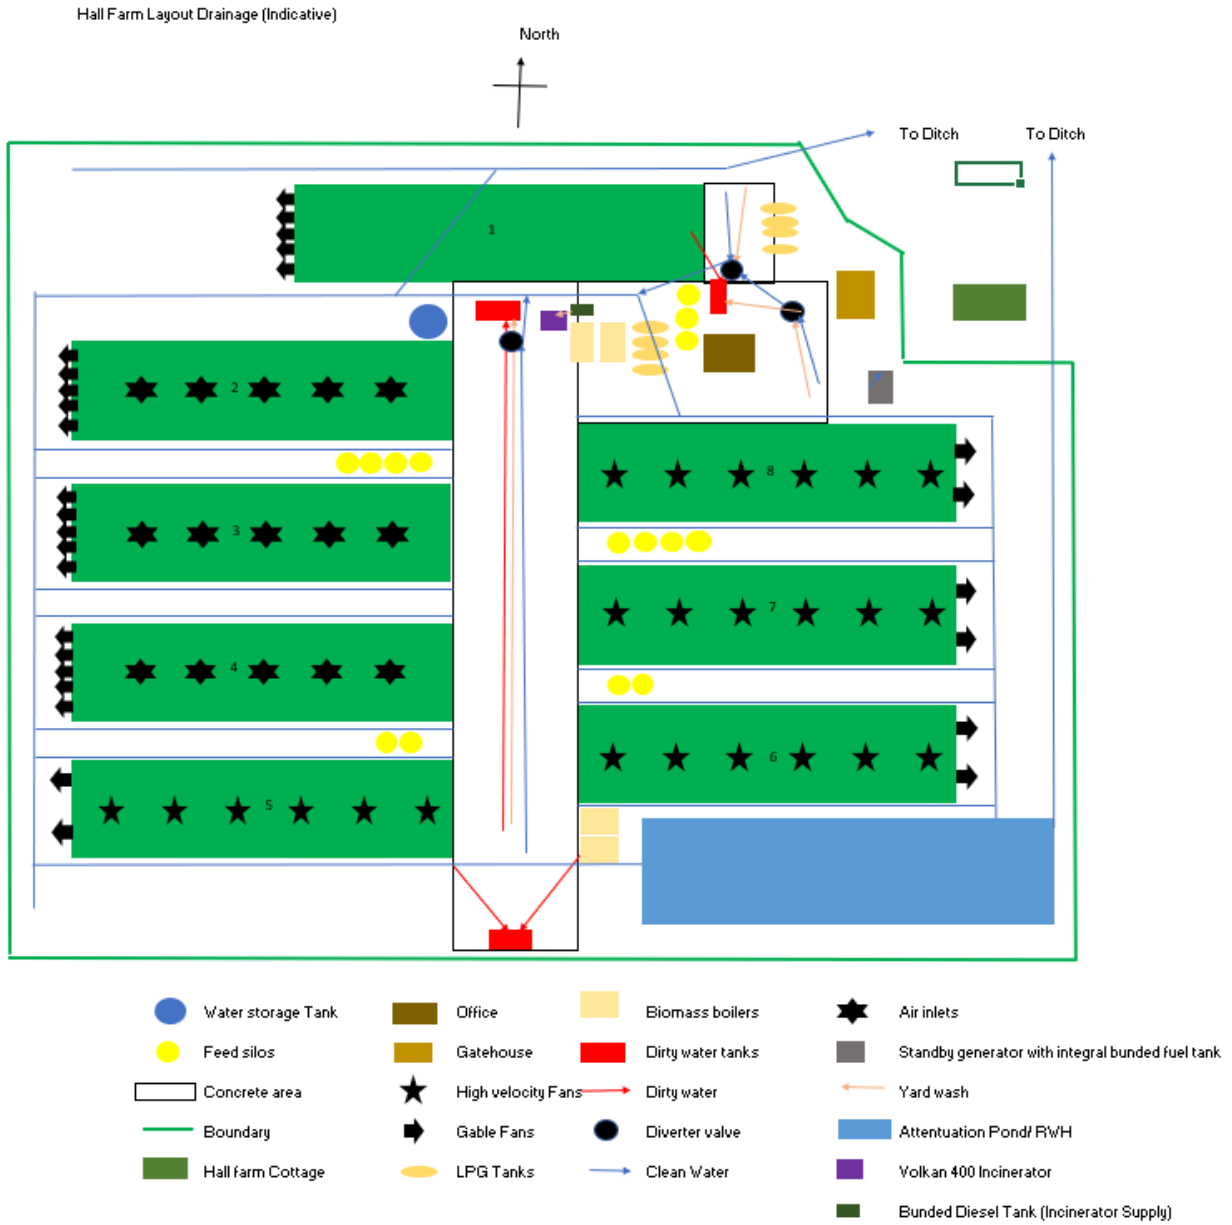 Hall Farm Layout Drainage (Indicative)
North
To Ditch
To Ditch
1
2
8
3
7
4
6
5
Water storage Tank
Office
Biomass boilers
Air inlets
Feed silos
Gatehouse
Dirty water tanks
Standby generator with integral bunded fuel tank
Concrete area
High velocity Fans
Dirty water
Yard wash
Boundary
Gable Fans
Diverter valve
Attentuation Pond/ RWH
Hall farm Cottage
LPG Tanks
Clean Water
Volkan 400 Incinerator
Bunded Diesel Tank (Incinerator Supply)